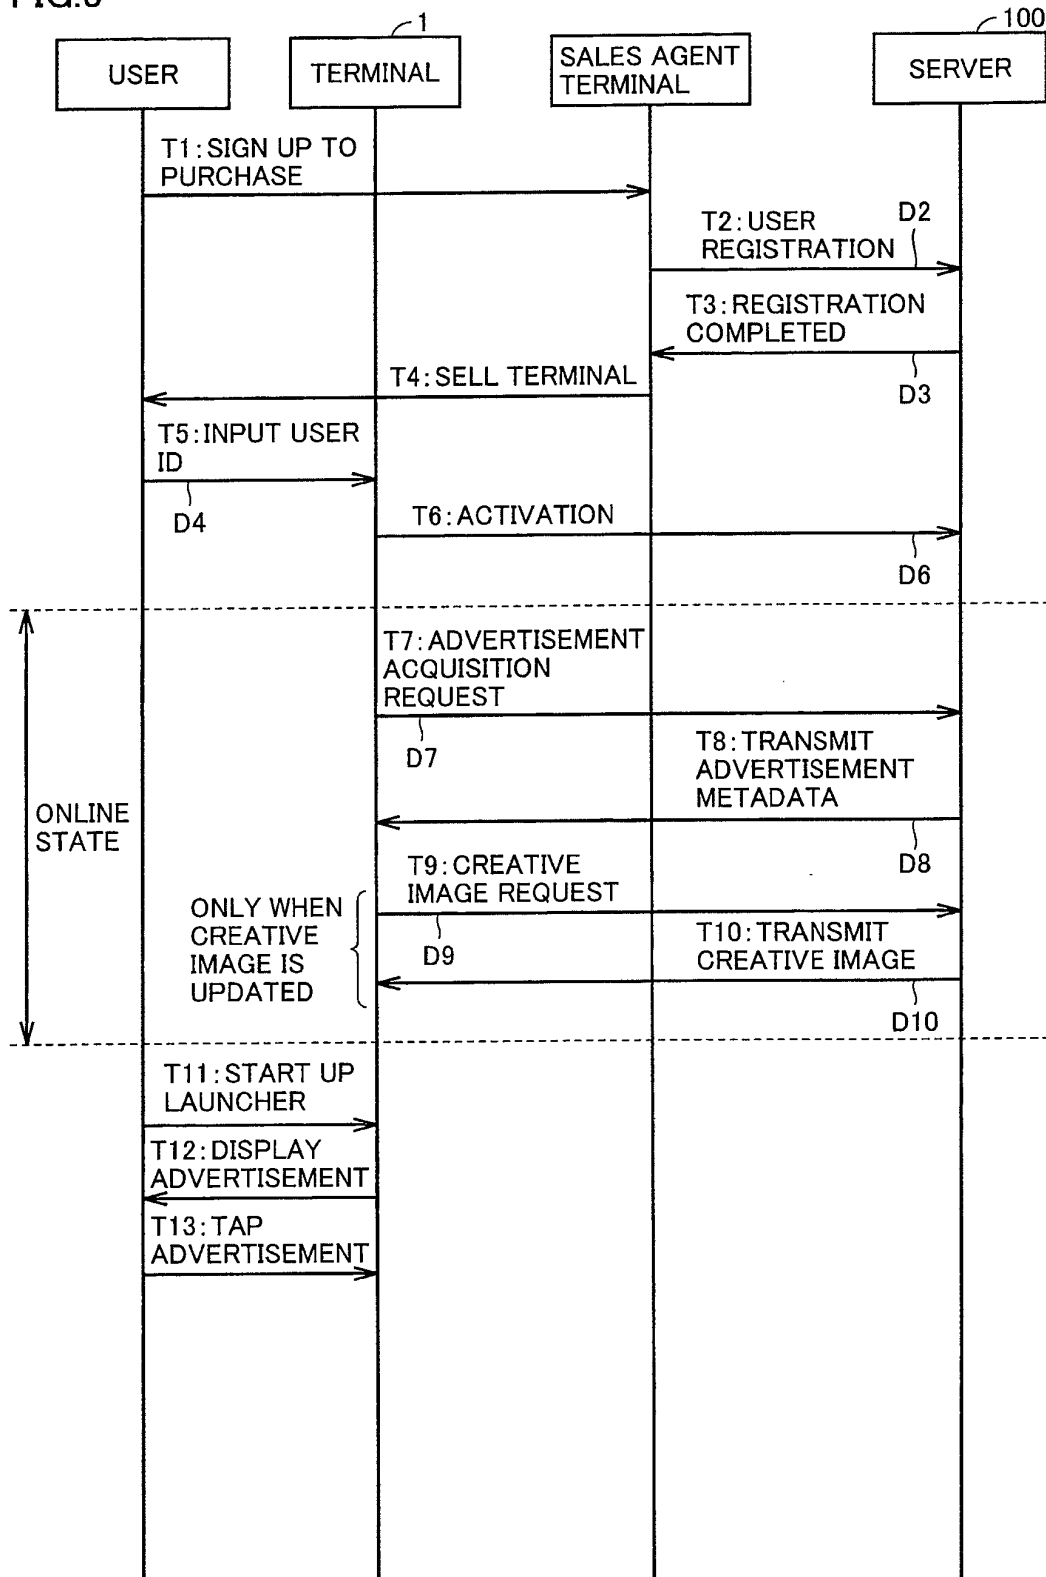 1
100
USER
TERMINAL
SALES AGENT
TERMINAL
SERVER
T1:SIGN UP TO
PURCHASE
T2:USER
REGISTRATION
D2
T3:REGISTRATION
COMPLETED
D3
T4:SELL TERMINAL
T5:INPUT USER
ID
D4
T6:ACTIVATION
D6
T7:ADVERTISEMENT
ACQUISITION
REQUEST
D7
T8:TRANSMIT
ADVERTISEMENT
METADATA
D8
ONLINE
STATE
T9:CREATIVE
IMAGE REQUEST
D9
ONLY WHEN
CREATIVE
IMAGE IS
UPDATED
T10:TRANSMIT
CREATIVE IMAGE
D10
T11:START UP
LAUNCHER
T12:DISPLAY
ADVERTISEMENT
T13:TAP
ADVERTISEMENT